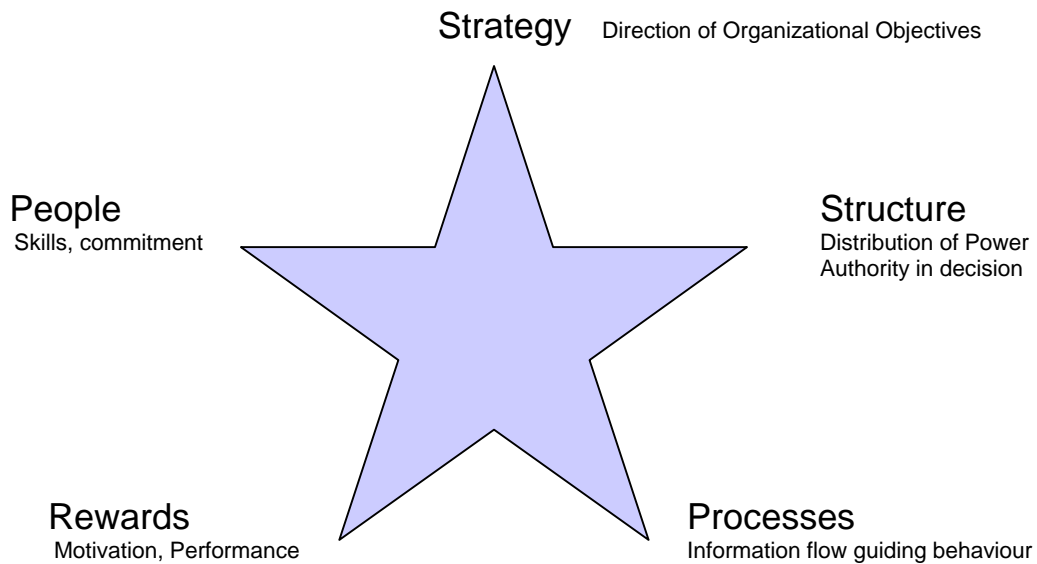 Strategy Direction of Organizational Objectives
People
Skills, commitment
Structure
Distribution of Power
Authority in decision
Rewards
Motivation, Performance
Processes
Information flow guiding behaviour